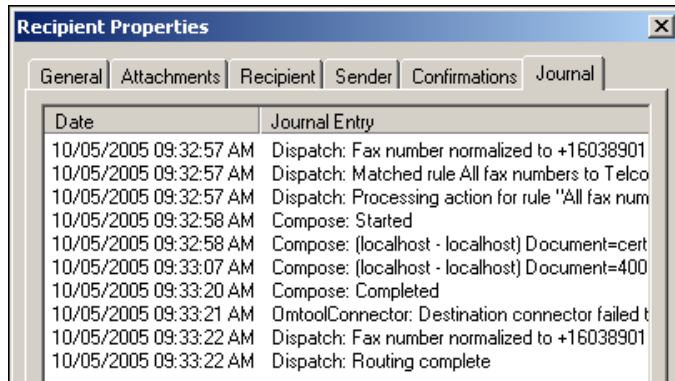 Recipient Properties
General Attachments Recipient Sender Confirmations Journal
Date Journal Entry
10/05/2005 09:32:57 AM Dispatch: Fax number normalized to +16038901
10/05/2005 09:32:57 AM Dispatch: Matched rule All fax numbers to Telco
10/05/2005 09:32:57 AM Dispatch: Processing action for rule "All fax num
10/05/2005 09:32:58 AM Compose: Started
10/05/2005 09:32:58 AM Compose: (localhost - localhost) Document=cert
10/05/2005 09:33:07 AM Compose: (localhost - localhost) Document=400
10/05/2005 09:33:20 AM Compose: Completed
10/05/2005 09:33:21 AM OmtoolConnector: Destination connector failed t
10/05/2005 09:33:22 AM Dispatch: Fax number normalized to +16038901
10/05/2005 09:33:22 AM Dispatch: Routing complete